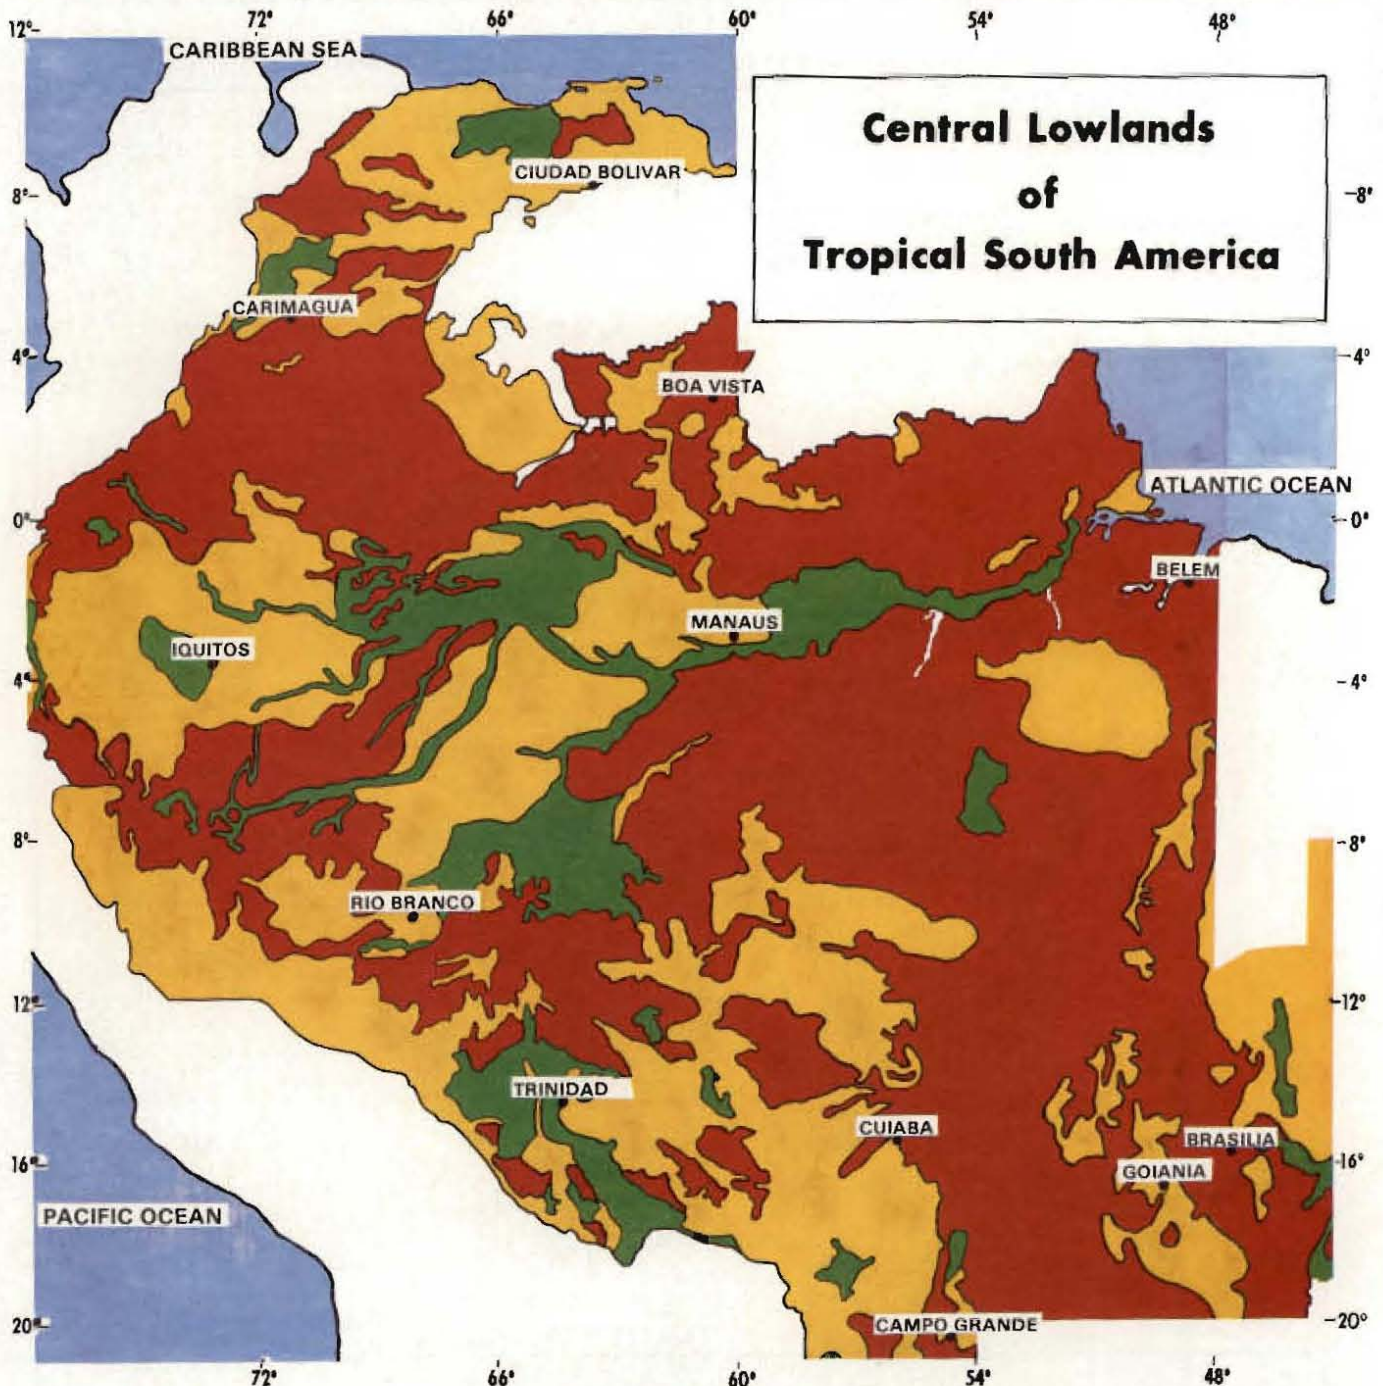 72° 66° 60° 54° 48°
12°
CARIBBEAN SEA
Central Lowlands
of
Tropical South America
CIUDAD BOLIVAR
8° 8°
CARIMAGUA
4° 4°
BOA VISTA
ATLANTIC OCEAN
0° 0°
BELEM
MANAUS
IQUITOS
4° 4°
8° 8°
RIO BRANCO
12° 12°
TRINIDAD
CUIABA
BRASILIA
16° 16°
GOIANIA
PACIFIC OCEAN
20° 20°
CAMPO GRANDE
72° 66° 60° 54° 48°